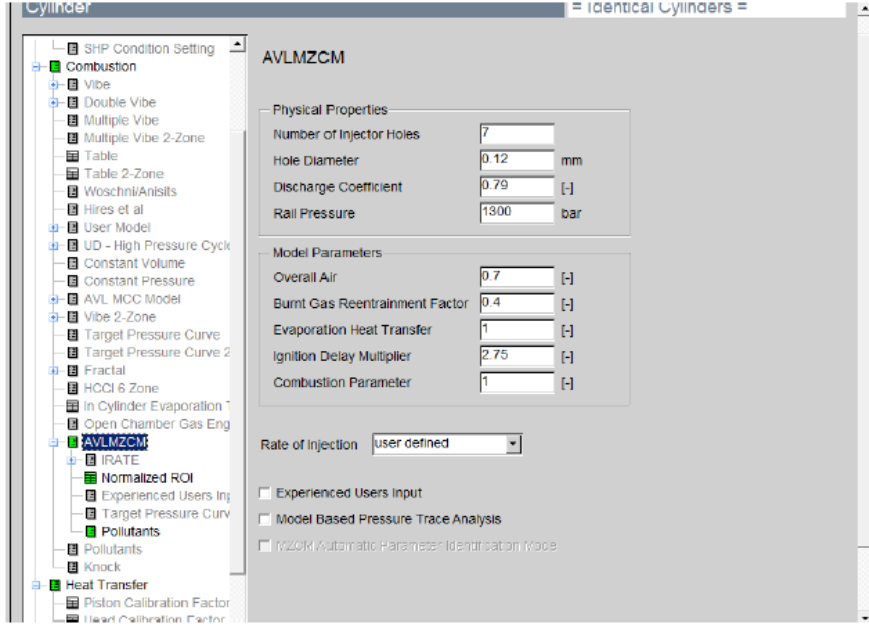 Cylinder
= Identical Cylinders =
SHP Condition Setting
Combustion
Vibe
Double Vibe
Multiple Vibe
Multiple Vibe 2-Zone
Table
Table 2-Zone
Woschni/Anisits
Hires et al
User Model
UD - High Pressure Cycle
Constant Volume
Constant Pressure
AVL MCC Model
Vibe 2-Zone
Target Pressure Curve
Target Pressure Curve 2
Fractal
HCCI 6 Zone
In Cylinder Evaporation T
Open Chamber Gas Eng
AVLMZCM
IRATE
Normalized ROI
Experienced Users Inp
Target Pressure Curv
Pollutants
Pollutants
Knock
Heat Transfer
Piston Calibration Factor
Head Calibration Factor
AVLMZCM
Physical Properties
Number of Injector Holes 7
Hole Diameter 0.12 mm
Discharge Coefficient 0.79 [-]
Rail Pressure 1300 bar
Model Parameters
Overall Air 0.7 [-]
Burnt Gas Reentrainment Factor 0.4 [-]
Evaporation Heat Transfer 1 [-]
Ignition Delay Multiplier 2.75 [-]
Combustion Parameter 1 [-]
Rate of Injection user defined
Experienced Users Input
Model Based Pressure Trace Analysis
MZCM Automatic Parameter Identification Mode